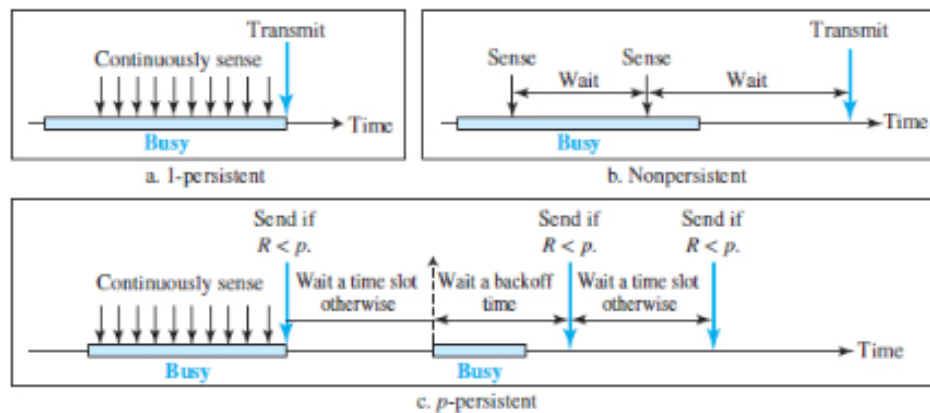 Transmit
Continuously sense
Time
Busy
a. 1-persistent
Transmit
Sense
Sense
Wait
Wait
Time
Busy
b. Nonpersistent
Send if
R < p.
Send if
R < p.
Send if
R < p.
Continuously sense
Wait a time slot
otherwise
Wait a backoff
time
Wait a time slot
otherwise
Time
Busy
Busy
c. p-persistent